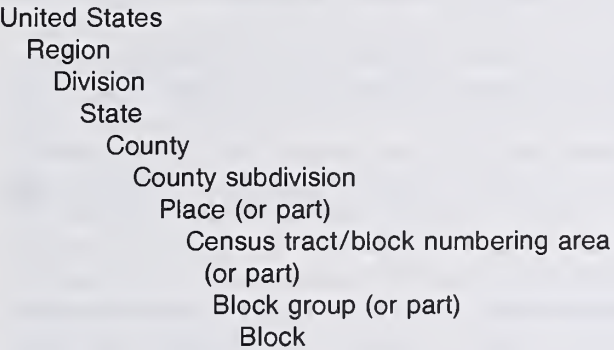 United States
Region
Division
State
County
County subdivision
Place (or part)
Census tract/block numbering area
(or part)
Block group (or part)
Block